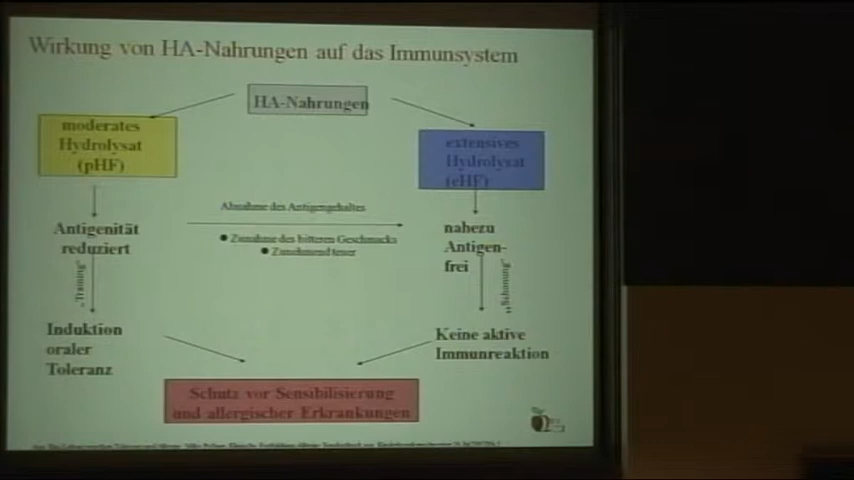 Wirkung von HA-Nahrungen auf das Immunsystem
HA-Nahrungen
moderates
Hydrolysat
(pHF)
extensives
Hydrolysat
(eHF)
Abnahme des Antigengehaltes
Zunahme des bitteren Geschmacks
Zunehmend teuer
Antigenität
reduziert
nahezu
Antigen-
frei
„Training"
„Schonung"
Induktion
oraler
Toleranz
Keine aktive
Immunreaktion
Schutz vor Sensibilisierung
und allergischer Erkrankungen